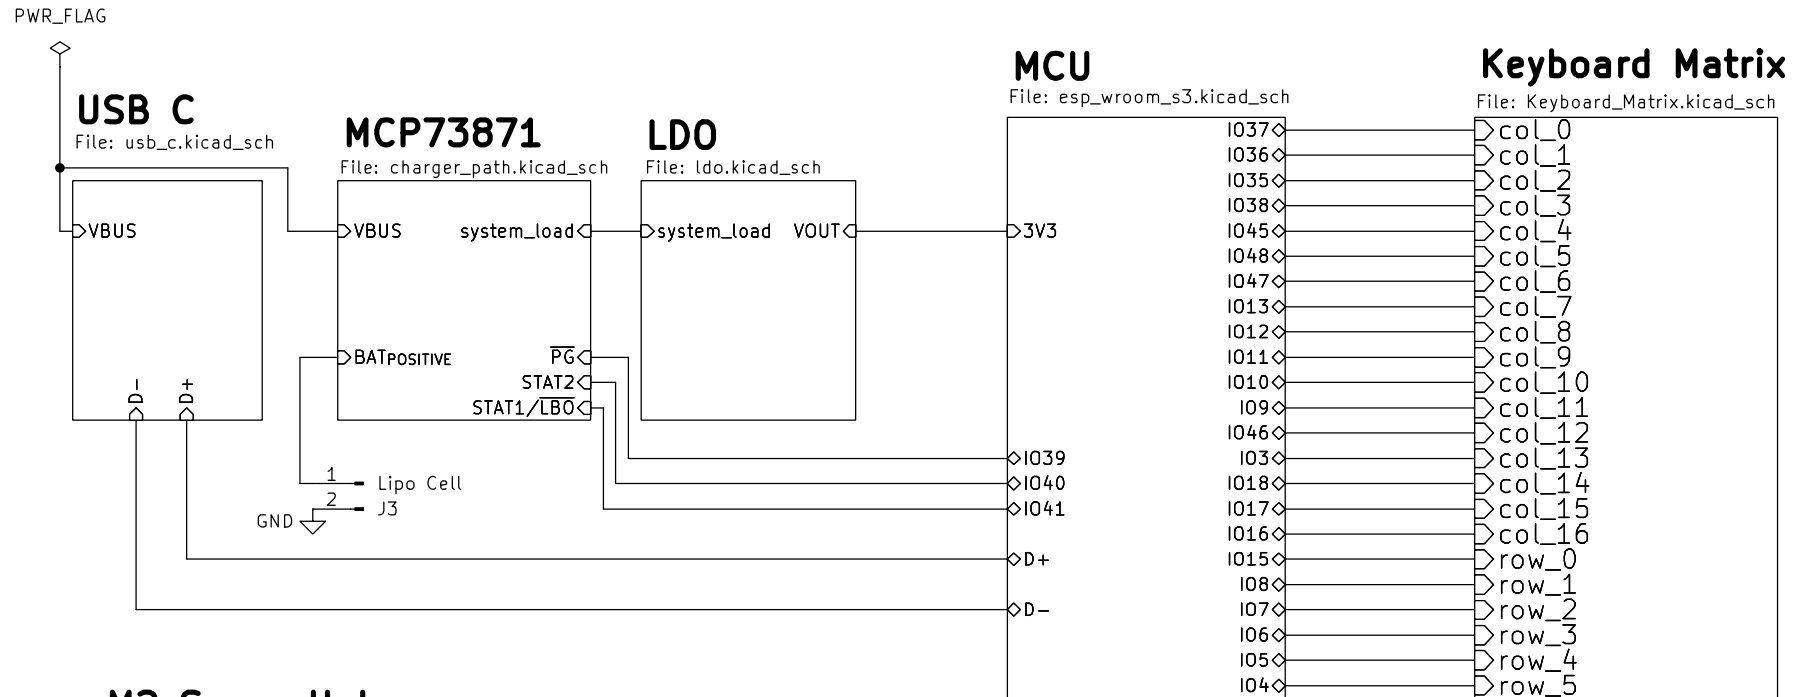 PWR_FLAG
USB C
File: usb_c.kicad_sch
VBUS
D-
D+
MCP73871
File: charger_path.kicad_sch
VBUS
system_load
BATPOSITIVE
PG
STAT2
STAT1/LBO
1
Lipo Cell
2
J3
GND
LDO
File: ldo.kicad_sch
system_load
VOUT
MCU
File: esp_wroom_s3.kicad_sch
3V3
IO39
IO40
IO41
D+
D-
IO37
IO36
IO35
IO38
IO45
IO48
IO47
IO13
IO12
IO11
IO10
IO9
IO46
IO3
IO18
IO17
IO16
IO15
IO8
IO7
IO6
IO5
IO4
Keyboard Matrix
File: Keyboard_Matrix.kicad_sch
col_0
col_1
col_2
col_3
col_4
col_5
col_6
col_7
col_8
col_9
col_10
col_11
col_12
col_13
col_14
col_15
col_16
row_0
row_1
row_2
row_3
row_4
row_5